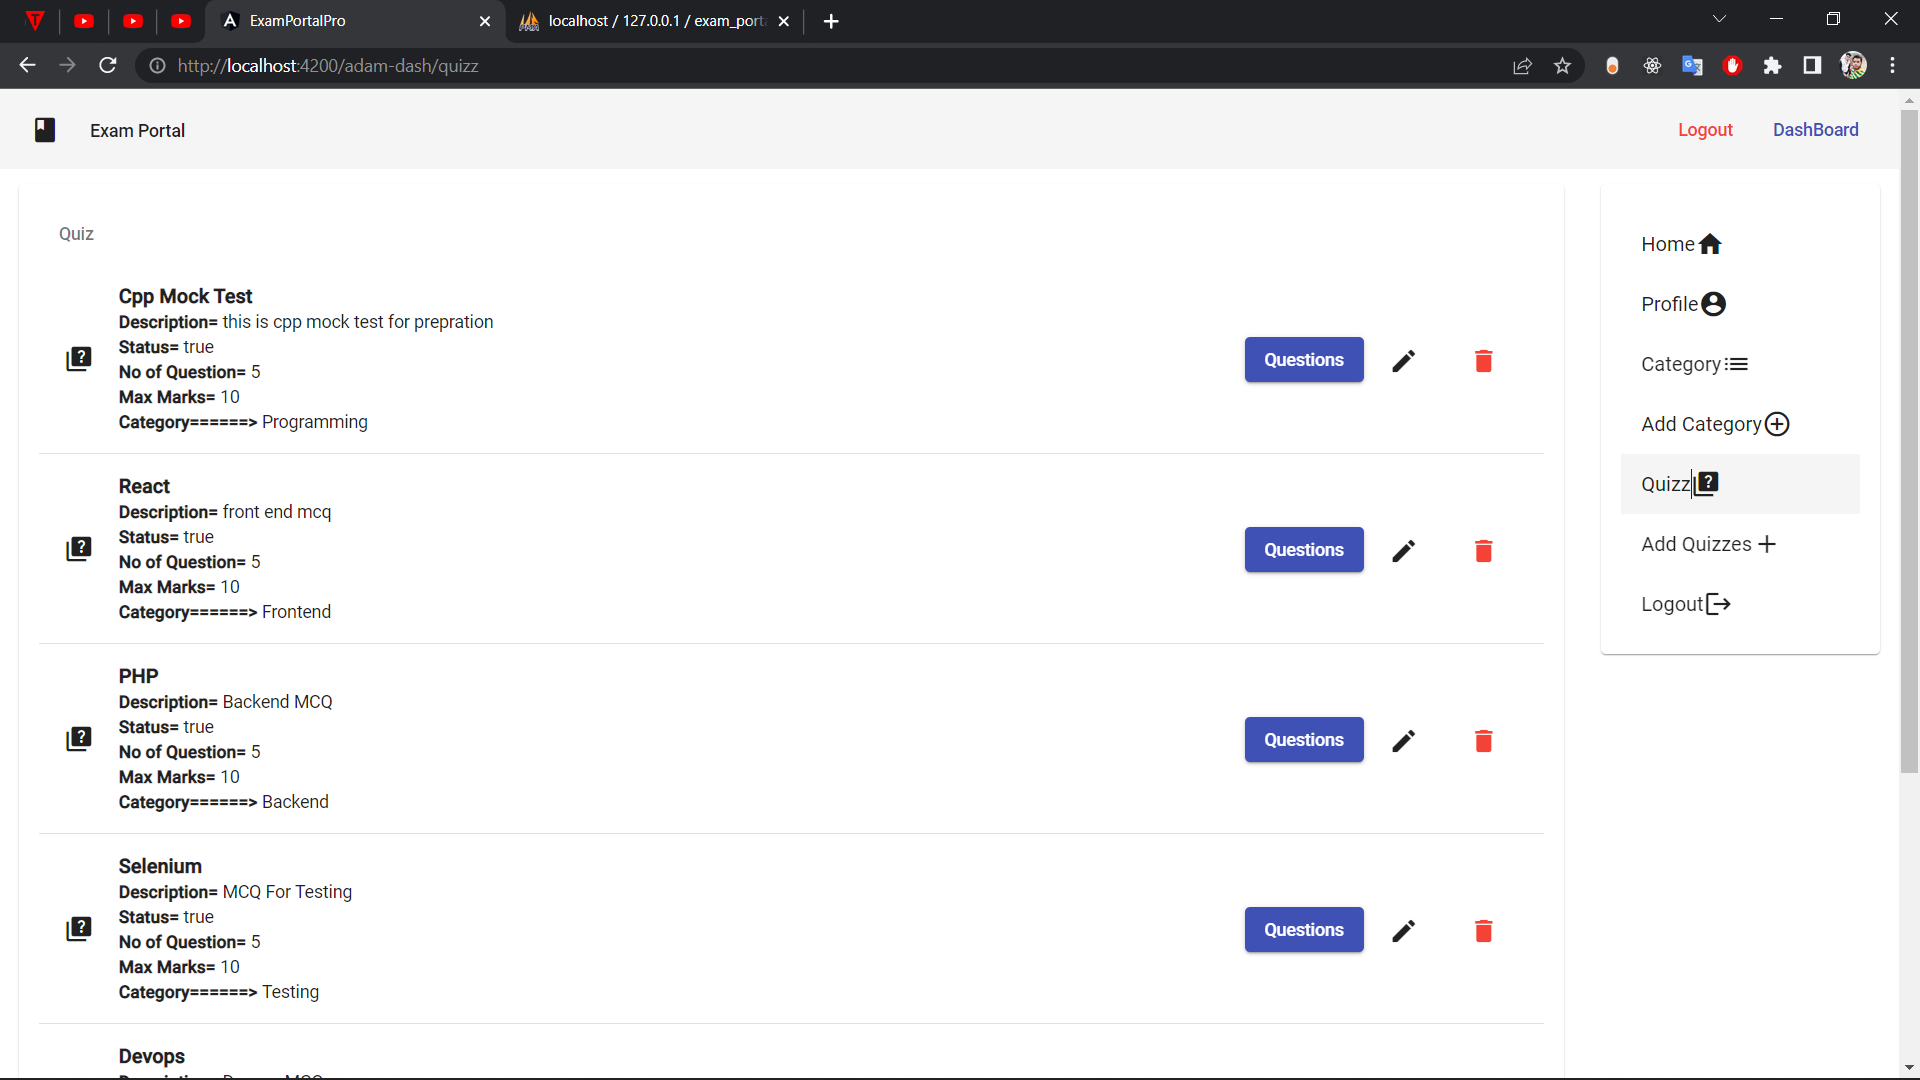 ExamPortalPro
localhost / 127.0.0.1 / exam_port
http://localhost:4200/adam-dash/quizz
Exam Portal
Logout
DashBoard
Quiz
Cpp Mock Test
Description= this is cpp mock test for prepration
Status= true
No of Question= 5
Max Marks= 10
Category======> Programming
Questions
React
Description= front end mcq
Status= true
No of Question= 5
Max Marks= 10
Category======> Frontend
Questions
PHP
Description= Backend MCQ
Status= true
No of Question= 5
Max Marks= 10
Category======> Backend
Questions
Selenium
Description= MCQ For Testing
Status= true
No of Question= 5
Max Marks= 10
Category======> Testing
Questions
Devops
Home
Profile
Category
Add Category
Quizz
Add Quizzes
Logout